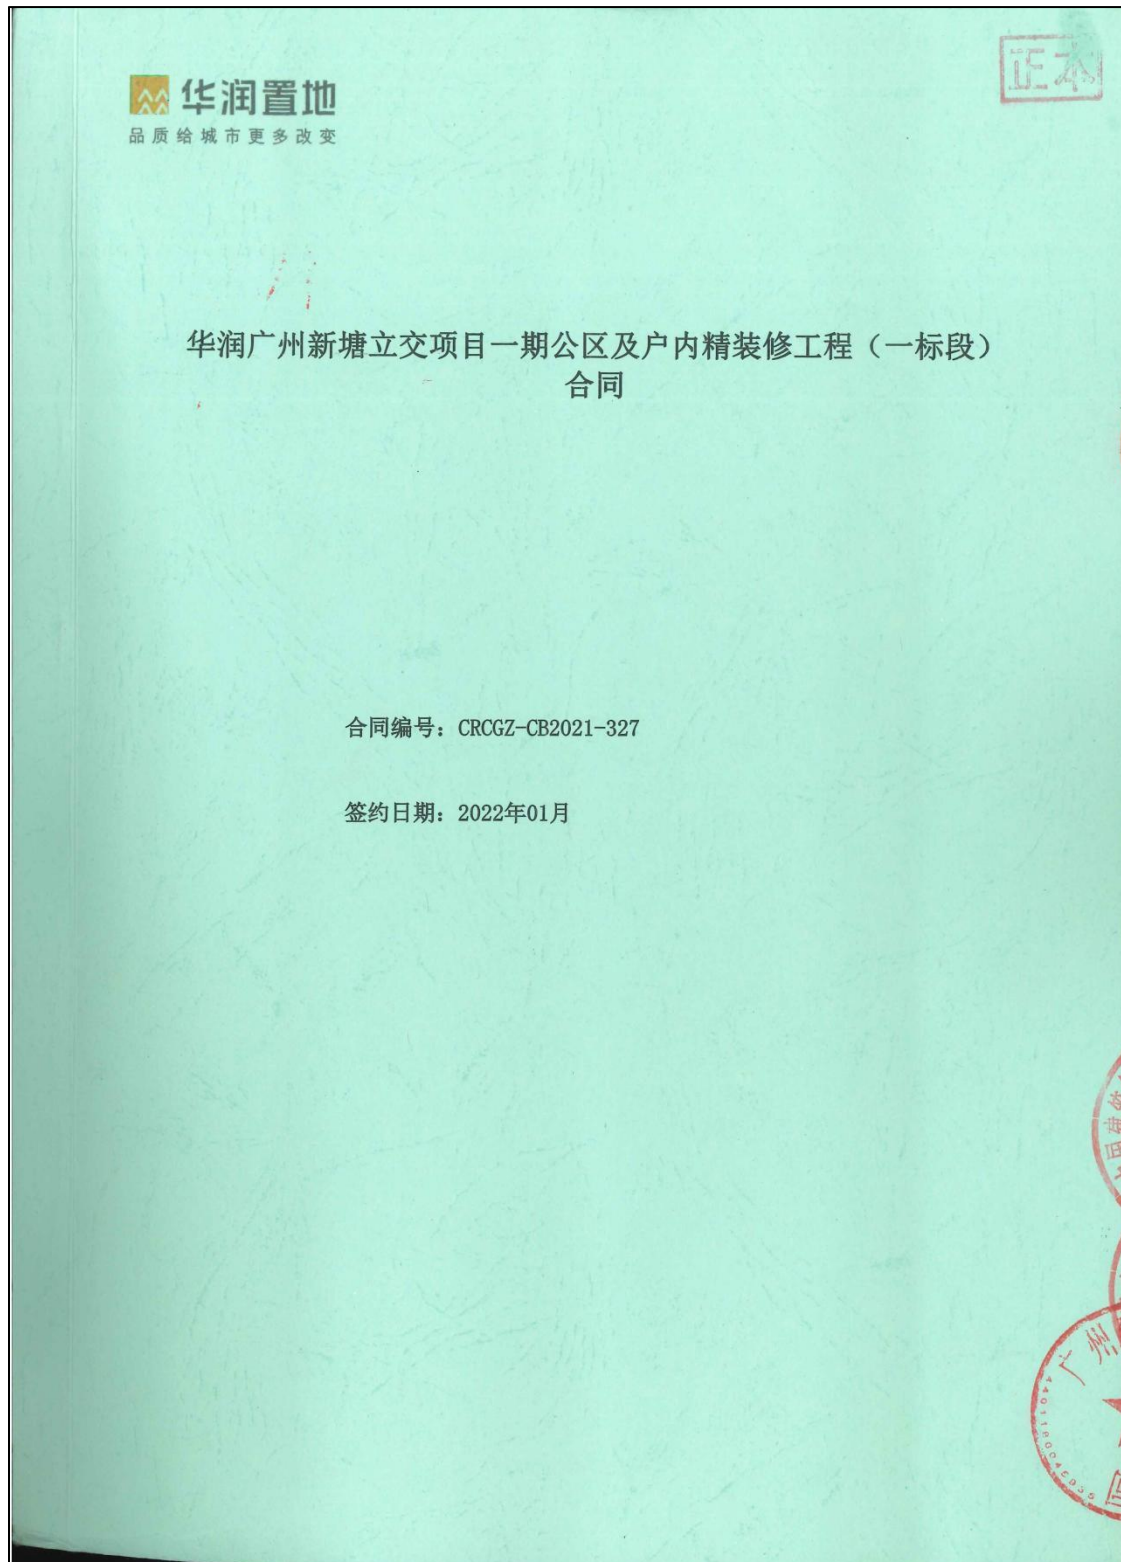 华润置地
品质给城市更多改变
正本
华润广州新塘立交项目一期公区及户内精装修工程（一标段）
合同
合同编号：CRCGZ-CB2021-327
签约日期：2022年01月
广州